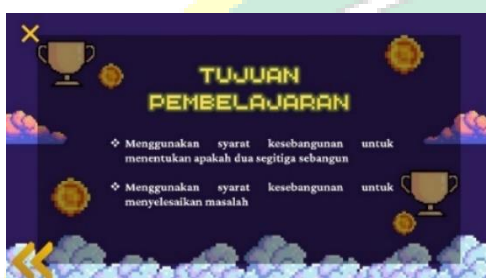 TUJUAN
PEMBELAJARAN
❖ Menggunakan syarat kesebangunan untuk
menentukan apakah dua segitiga sebangun
❖ Menggunakan syarat kesebangunan untuk
menyelesaikan masalah